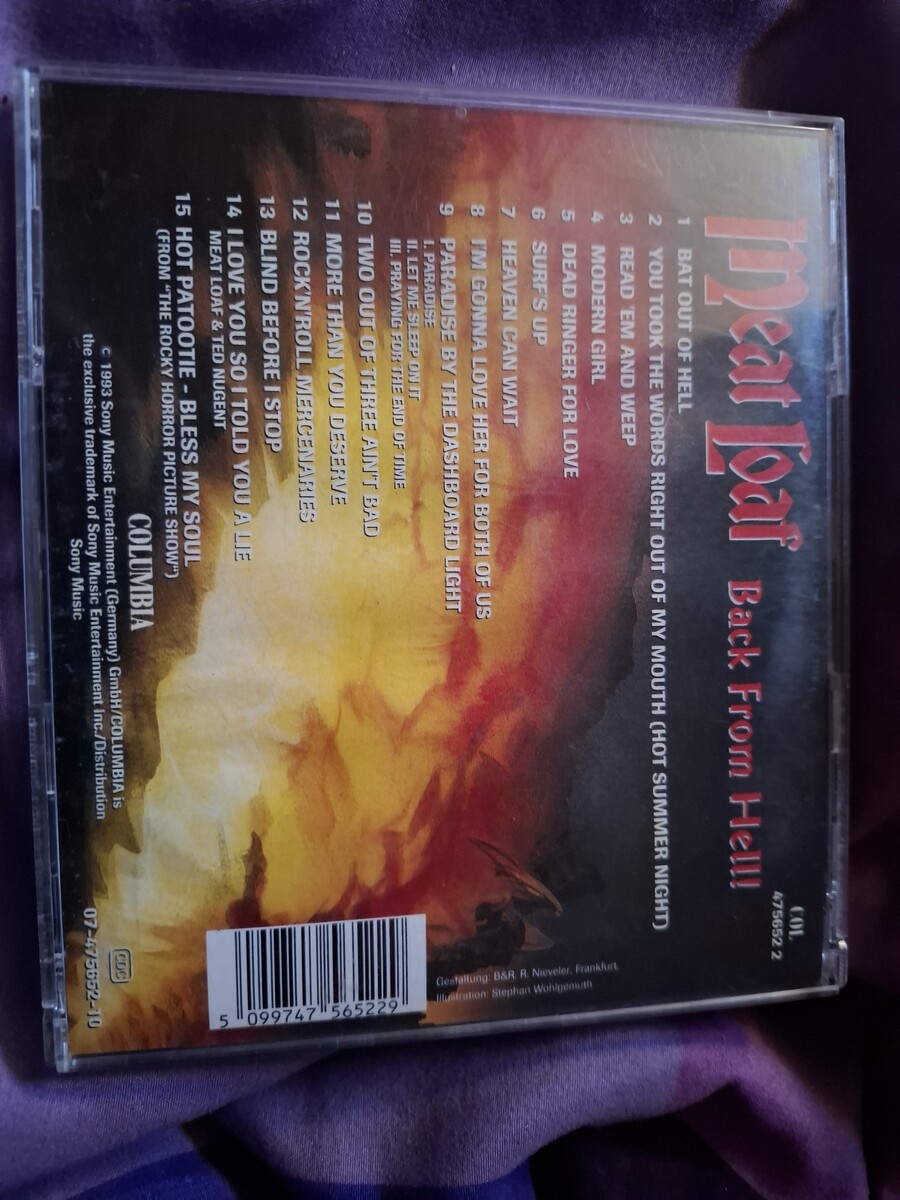 Meat Loaf Back From Hell!
COL
475652 2
1 BAT OUT OF HELL
2 YOU TOOK THE WORDS RIGHT OUT OF MY MOUTH (HOT SUMMER NIGHT)
3 READ 'EM AND WEEP
4 MODERN GIRL
5 DEAD RINGER FOR LOVE
6 SURF'S UP
7 HEAVEN CAN WAIT
8 I'M GONNA LOVE HER FOR BOTH OF US
9 PARADISE BY THE DASHBOARD LIGHT
I. PARADISE
II. LET ME SLEEP ON IT
III. PRAYING FOR THE END OF TIME
10 TWO OUT OF THREE AIN'T BAD
11 MORE THAN YOU DESERVE
12 ROCK'N'ROLL MERCENARIES
13 BLIND BEFORE I STOP
14 I LOVE YOU SO I TOLD YOU A LIE
MEAT LOAF & TED NUGENT
15 HOT PATOOTIE - BLESS MY SOUL
(FROM "THE ROCKY HORROR PICTURE SHOW")
Gestaltung: B&R. R. Nieveler, Frankfurt,
Illustration: Stephan Wohlgemuth
5 099747 565229
COLUMBIA
© 1993 Sony Music Entertainment (Germany) GmbH/COLUMBIA is
the exclusive trademark of Sony Music Entertainment Inc./Distribution
Sony Music
CDC
07-475652-10